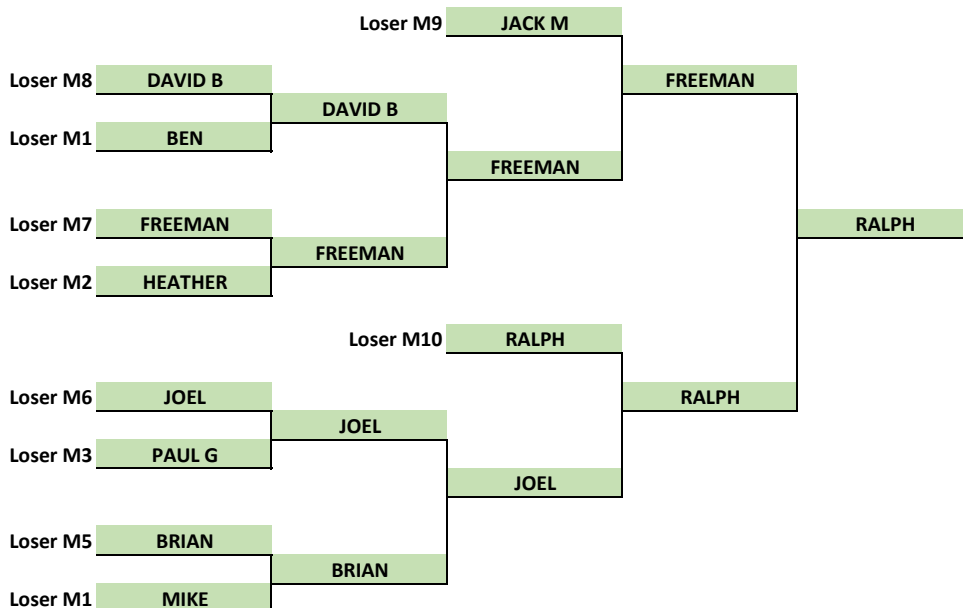 Loser M9 JACK M
Loser M8 DAVID B FREEMAN
DAVID B
Loser M1 BEN
FREEMAN
Loser M7 FREEMAN RALPH
FREEMAN
Loser M2 HEATHER
Loser M10 RALPH
Loser M6 JOEL RALPH
JOEL
Loser M3 PAUL G
JOEL
Loser M5 BRIAN
BRIAN
Loser M1 MIKE